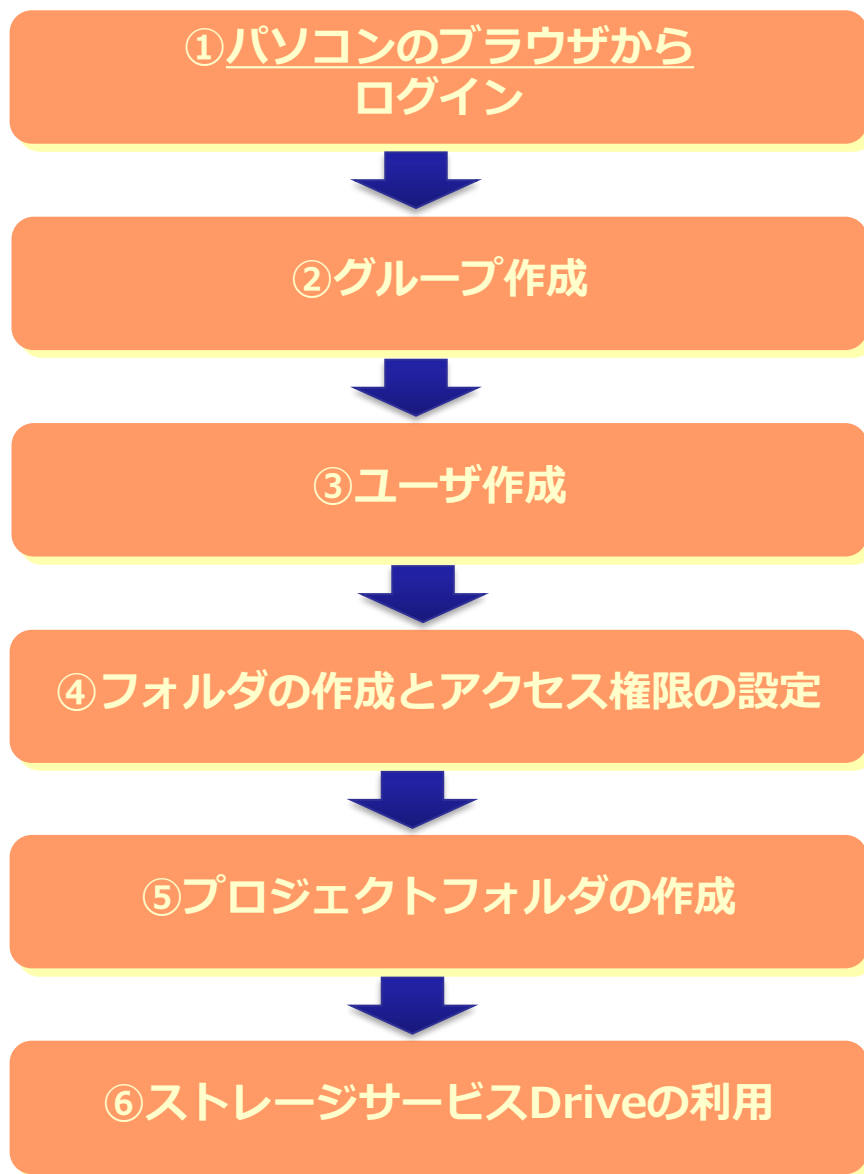 ①パソコンのブラウザから
ログイン
②グループ作成
③ユーザ作成
④フォルダの作成とアクセス権限の設定
⑤プロジェクトフォルダの作成
⑥ストレージサービスDriveの利用